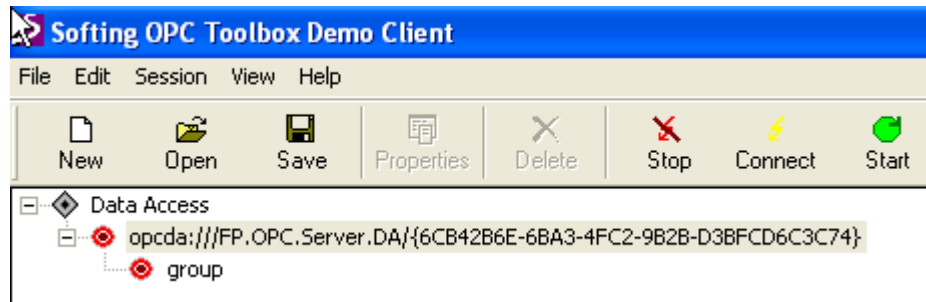 Softing OPC Toolbox Demo Client
File Edit Session View Help
New Open Save Properties Delete Stop Connect Start
Data Access
opcda:///FP.OPC.Server.DA/{6CB42B6E-6BA3-4FC2-9B2B-D3BFCD6C3C74}
group